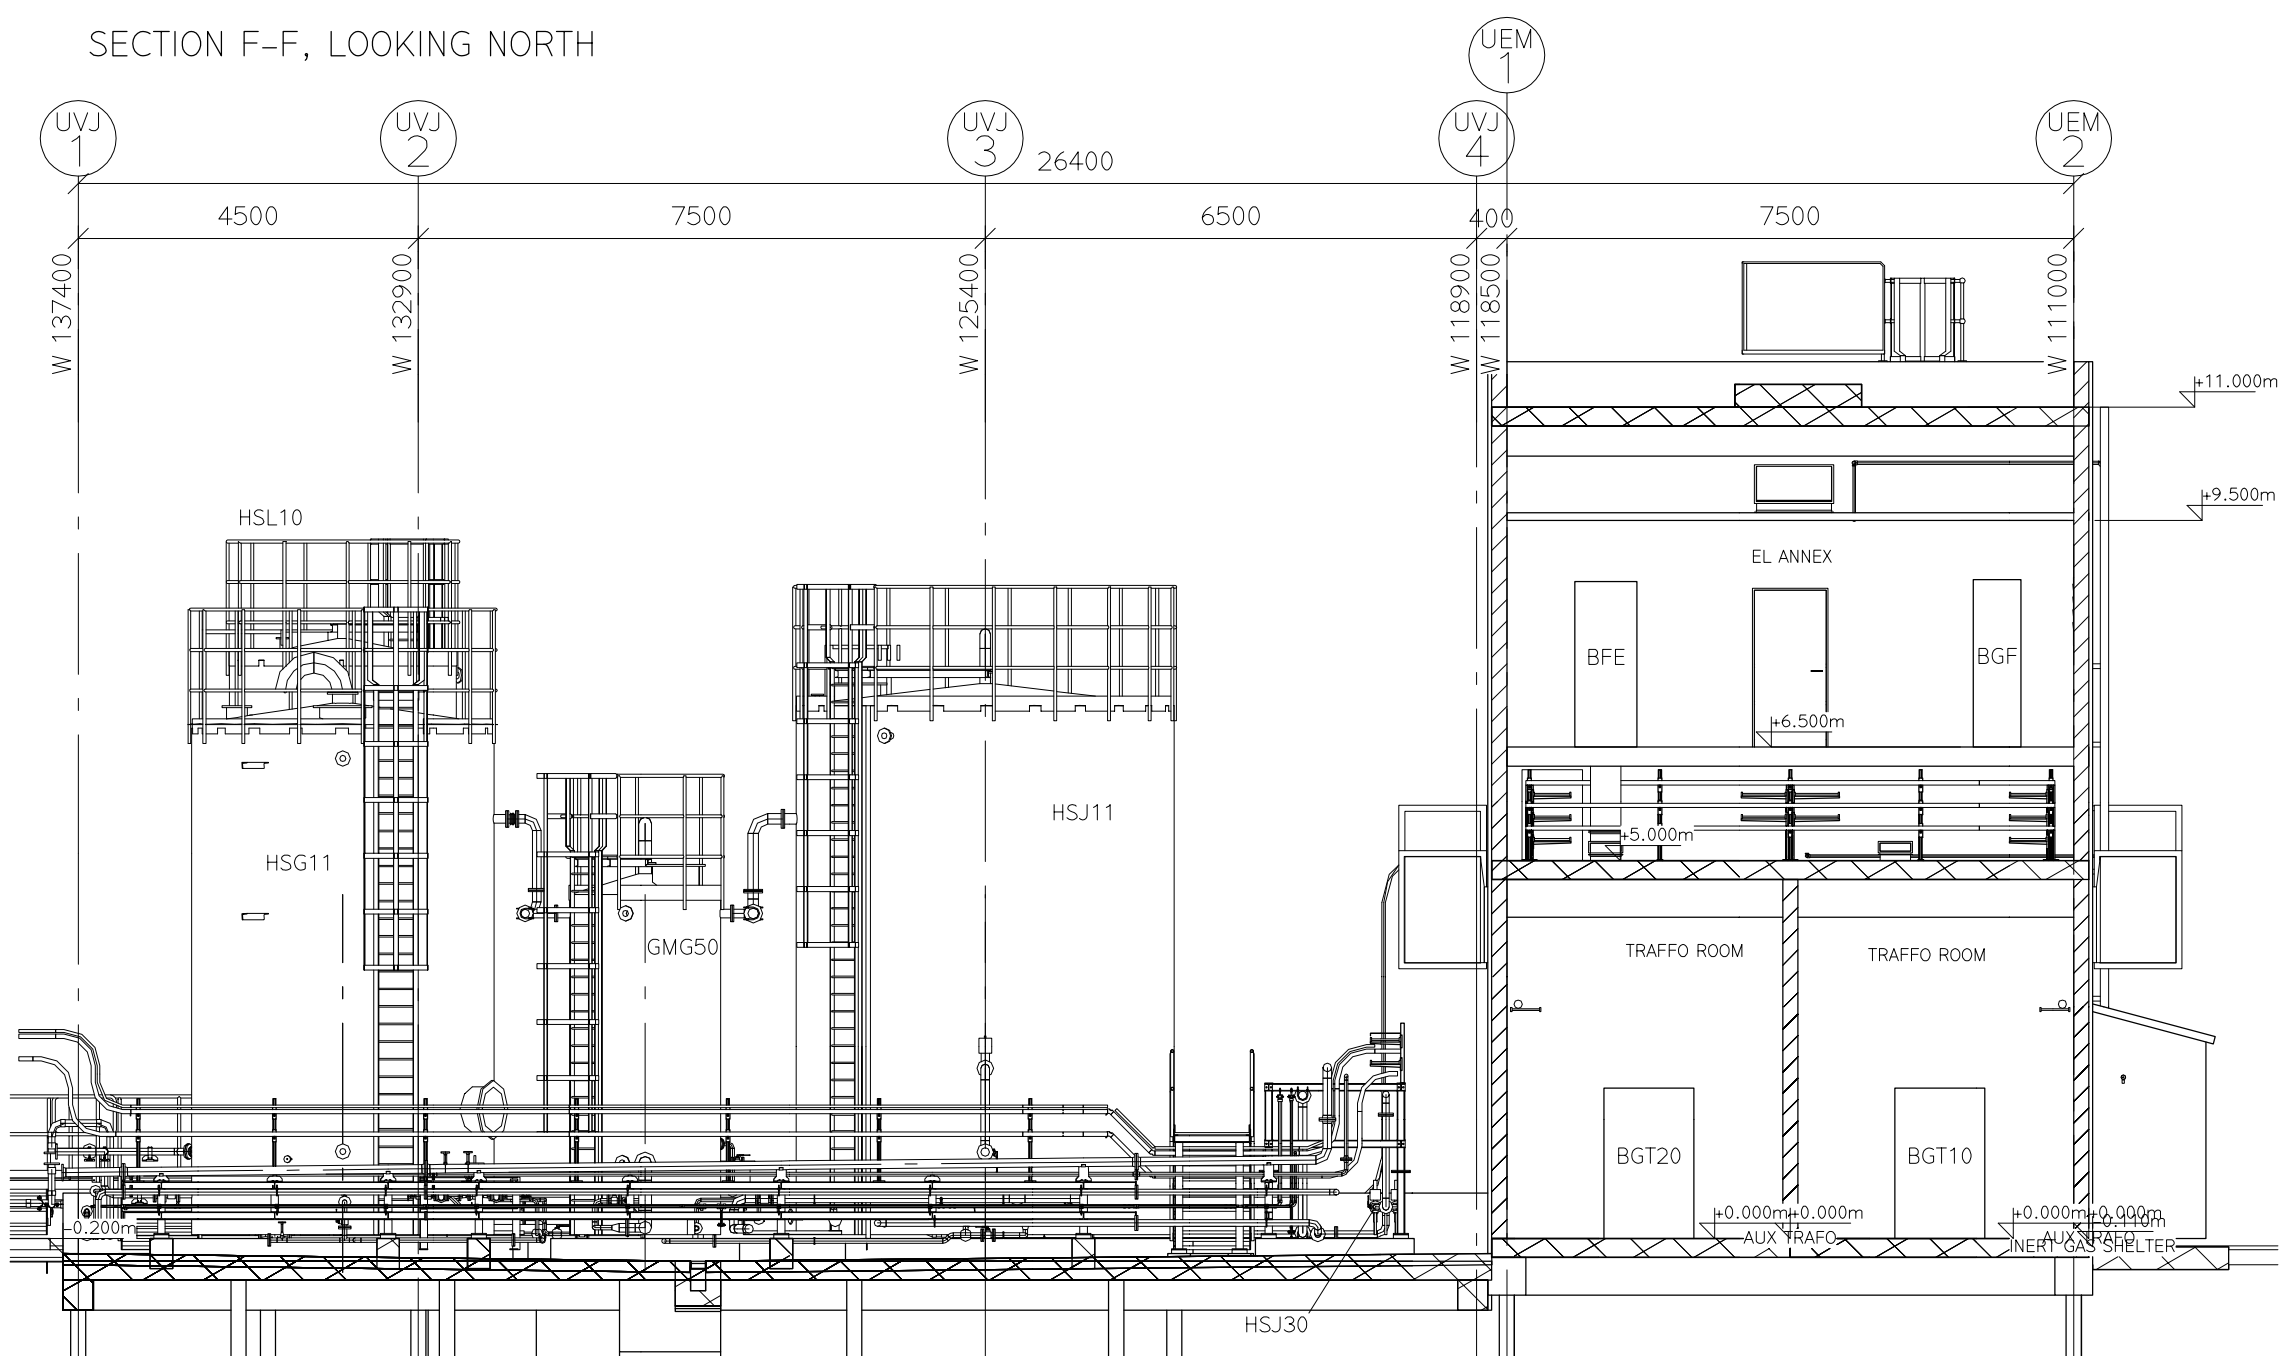 SECTION F-F, LOOKING NORTH
UEM
1
UVJ
1
UVJ
2
UVJ
3
UVJ
4
UEM
2
26400
4500
7500
6500
400
7500
W 137400
W 132900
W 125400
W 118900
W 118500
W 111000
+11.000m
+9.500m
HSL10
EL ANNEX
BFE
BGF
+6.500m
HSJ11
+5.000m
HSG11
GMG50
TRAFFO ROOM
TRAFFO ROOM
BGT20
BGT10
-0.200m
+0.000m
+0.000m
+0.000m
+0.000m
-0.110m
AUX TRAFO
AUX TRAFO
INERT GAS SHELTER
HSJ30